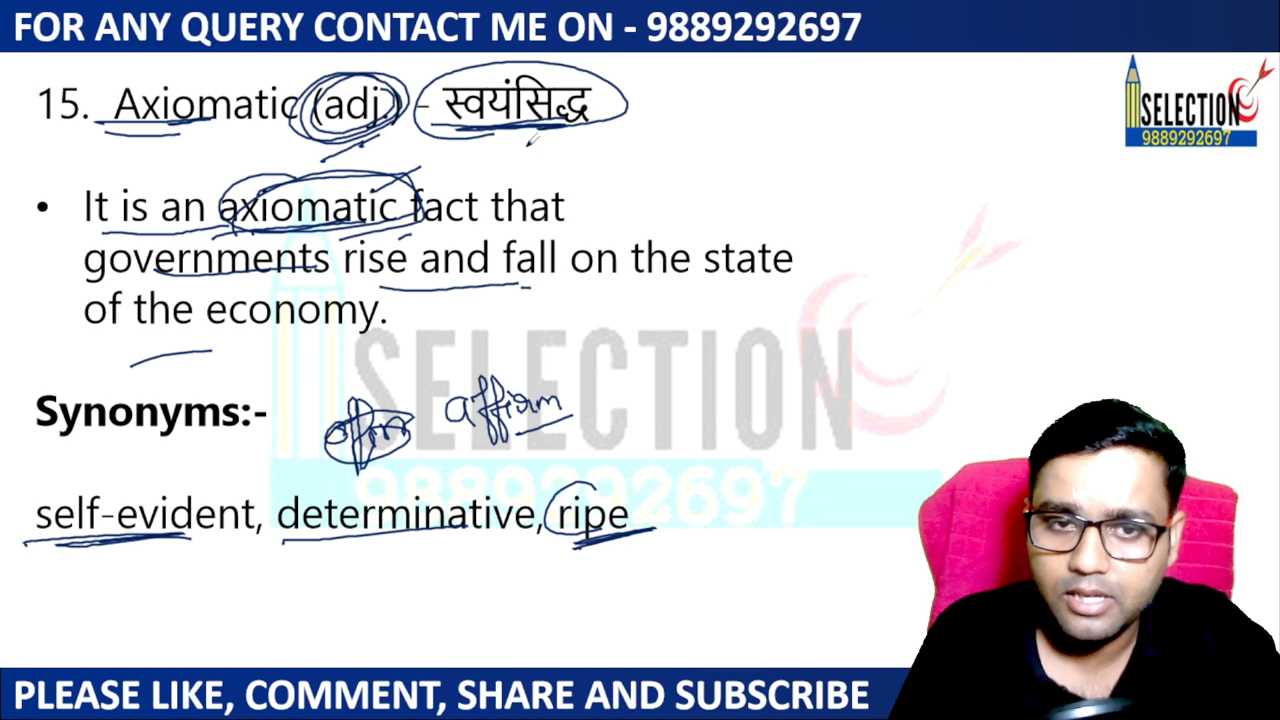 FOR ANY QUERY CONTACT ME ON - 9889292697
15. Axiomatic (adj.) - स्वयंसिद्ध
SELECTION
9889292697
• It is an axiomatic fact that
governments rise and fall on the state
of the economy.
SELECTION
Synonyms:-
affirm
9889292697
self-evident, determinative, ripe
PLEASE LIKE, COMMENT, SHARE AND SUBSCRIBE